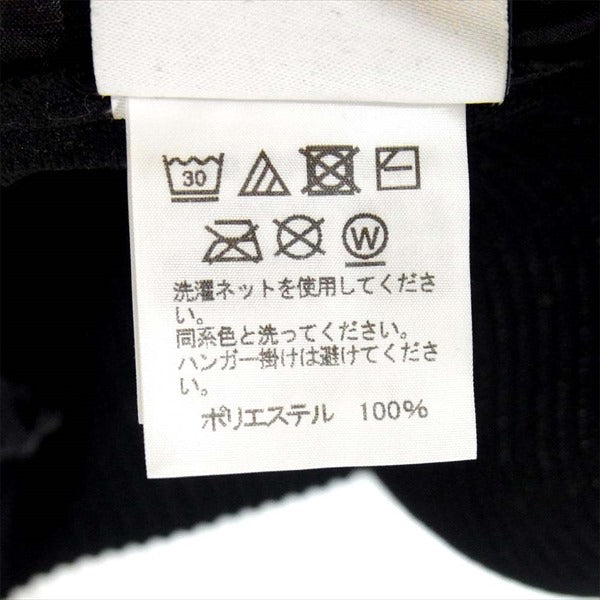 30
W
洗濯ネットを使用してくださ
い。
同系色と洗ってください。
ハンガー掛けは避けてくださ
い。
ポリエステル 100%